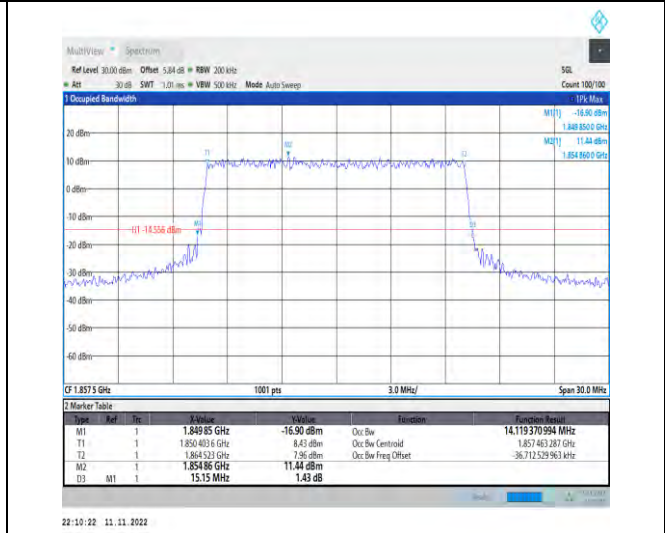 MultiView Spectrum
Ref Level 30.00 dBm Offset 5.84 dB RBW 200 kHz SGL
Att 30 dB SWT 1.01 ms VBW 500 kHz Mode Auto Sweep Count 100/100
1 Occupied Bandwidth 1Pk Max
M1[1] -16.90 dBm
1.849 850 0 GHz
M2[1] 11.44 dBm
1.854 860 0 GHz
20 dBm
M2
T1
10 dBm
0 dBm
-10 dBm
M1
H1 -14.556 dBm
-20 dBm
-30 dBm
-40 dBm
-50 dBm
-60 dBm
CF 1.857 5 GHz 1001 pts 3.0 MHz/ Span 30.0 MHz
2 Marker Table
Type Ref Trc X-Value Y-Value Function Function Result
M1 1 1.849 85 GHz -16.90 dBm Occ Bw 14.119 370 994 MHz
T1 1 1.850 403 6 GHz 8.43 dBm Occ Bw Centroid 1.857 463 287 GHz
T2 1 1.864 523 GHz 7.96 dBm Occ Bw Freq Offset -36.712 529 963 kHz
M2 1 1.854 86 GHz 11.44 dBm
D3 M1 1 15.15 MHz 1.43 dB
22:10:22 11.11.2022